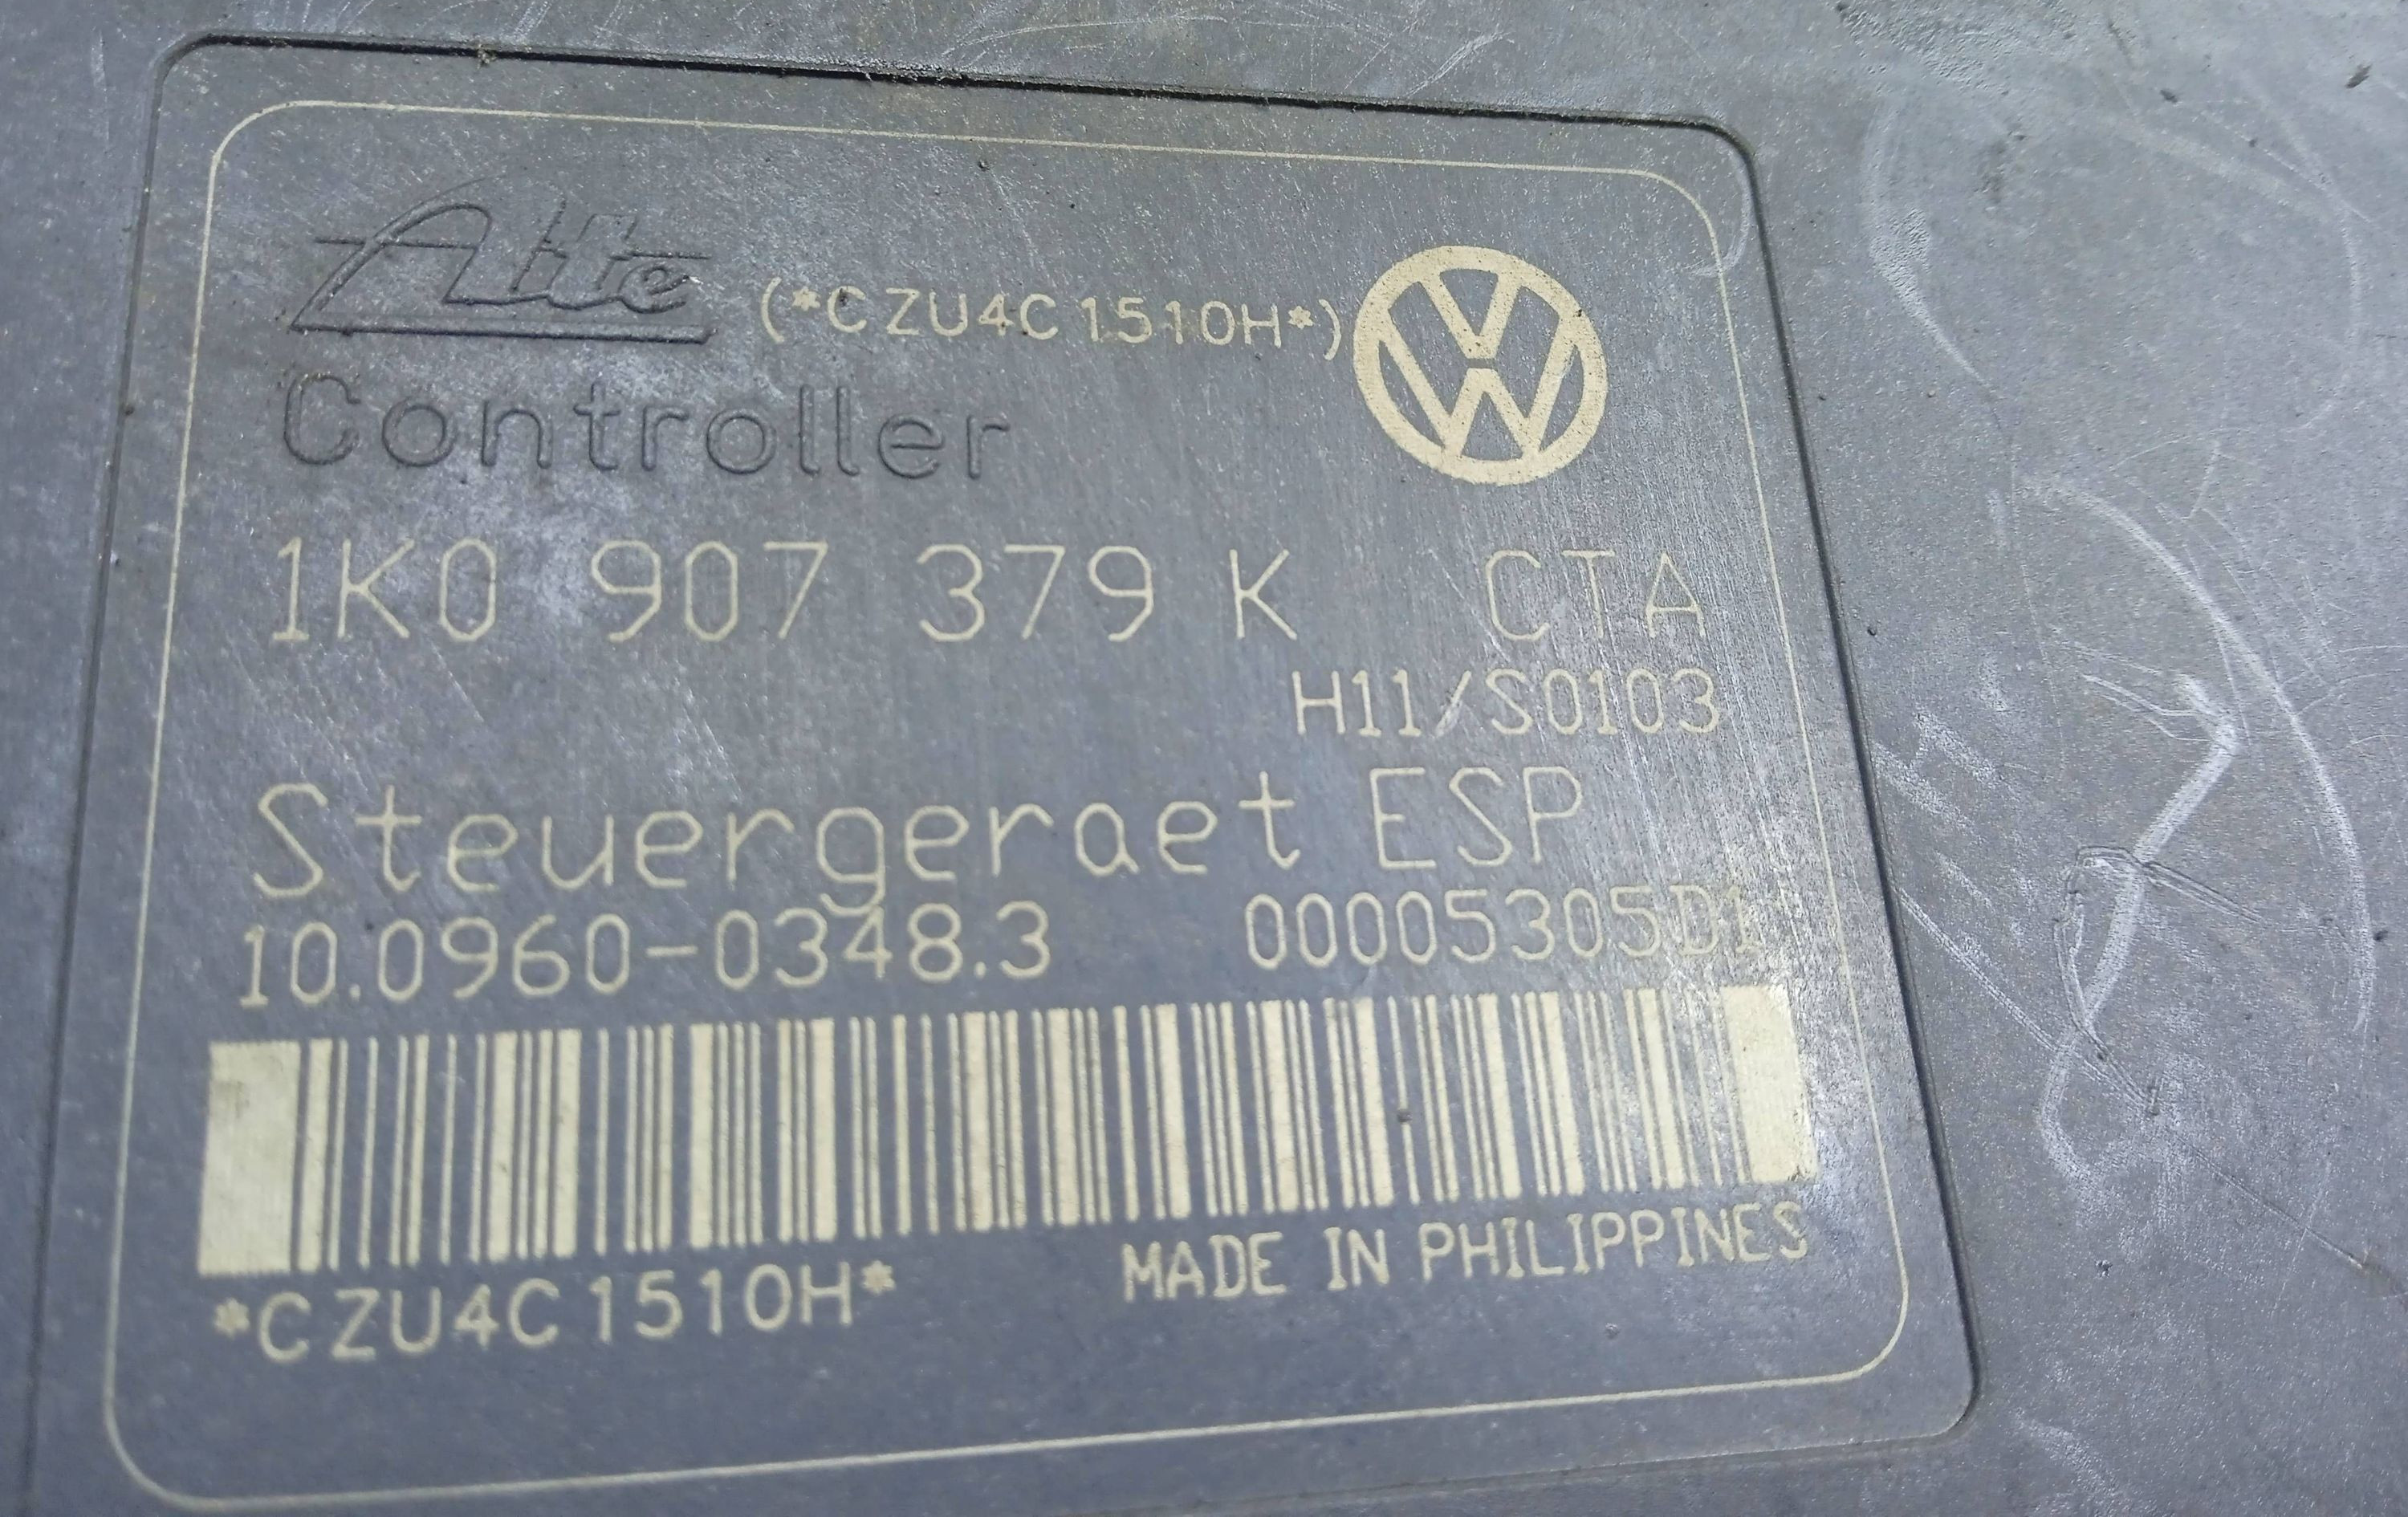 Ate (*CZU4C1510H*) VW
Controller
1K0 907 379 K CTA
H11/S0103
Steuergeraet ESP
10.0960-0348.3 00005305D1
*CZU4C1510H* MADE IN PHILIPPINES